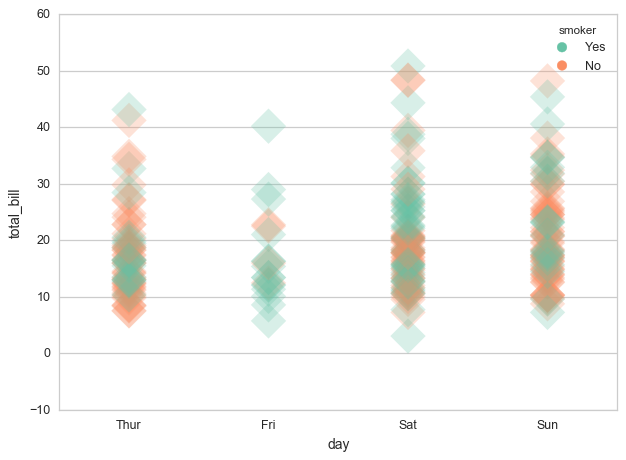 60
50
40
30
20
10
0
−10
total_bill
smoker
Yes
No
Thur Fri Sat Sun
day